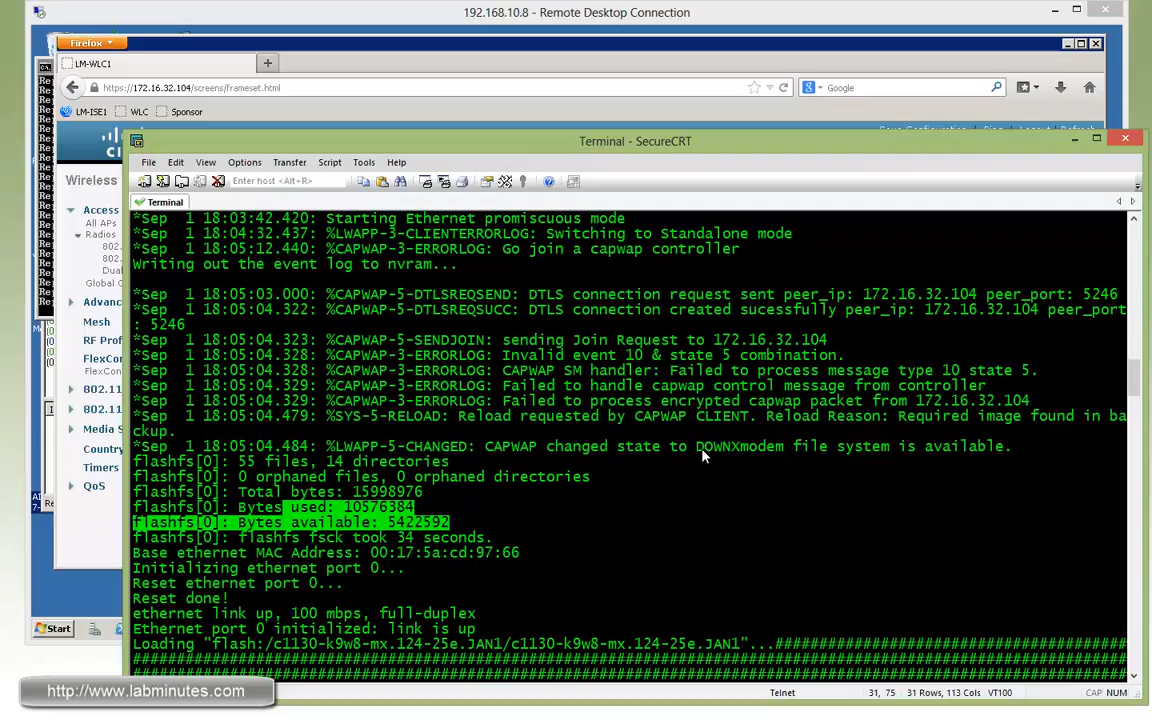 192.168.10.8 - Remote Desktop Connection
Firefox
LM-WLC1
https://172.16.32.104/screens/frameset.html
Google
LM-ISE1
WLC
Sponsor
Terminal - SecureCRT
File Edit View Options Transfer Script Tools Help
Enter host <Alt+R>
Terminal
Wireless
Access
All APs
Radios
802.
802.
Dual
Global C
Advanc
Mesh
RF Prof
FlexCon
FlexCon
802.11
802.11
Media S
Country
Timers
QoS
*Sep 1 18:03:42.420: Starting Ethernet promiscuous mode
*Sep 1 18:04:32.437: %LWAPP-3-CLIENTERRORLOG: Switching to Standalone mode
*Sep 1 18:05:12.440: %CAPWAP-3-ERRORLOG: Go join a capwap controller
Writing out the event log to nvram...
*Sep 1 18:05:03.000: %CAPWAP-5-DTLSREQSEND: DTLS connection request sent peer_ip: 172.16.32.104 peer_port: 5246
*Sep 1 18:05:04.322: %CAPWAP-5-DTLSREQSUCC: DTLS connection created sucessfully peer_ip: 172.16.32.104 peer_port
: 5246
*Sep 1 18:05:04.323: %CAPWAP-5-SENDJOIN: sending Join Request to 172.16.32.104
*Sep 1 18:05:04.328: %CAPWAP-3-ERRORLOG: Invalid event 10 & state 5 combination.
*Sep 1 18:05:04.328: %CAPWAP-3-ERRORLOG: CAPWAP SM handler: Failed to process message type 10 state 5.
*Sep 1 18:05:04.329: %CAPWAP-3-ERRORLOG: Failed to handle capwap control message from controller
*Sep 1 18:05:04.329: %CAPWAP-3-ERRORLOG: Failed to process encrypted capwap packet from 172.16.32.104
*Sep 1 18:05:04.479: %SYS-5-RELOAD: Reload requested by CAPWAP CLIENT. Reload Reason: Required image found in ba
ckup.
*Sep 1 18:05:04.484: %LWAPP-5-CHANGED: CAPWAP changed state to DOWNXmodem file system is available.
flashfs[0]: 55 files, 14 directories
flashfs[0]: 0 orphaned files, 0 orphaned directories
flashfs[0]: Total bytes: 15998976
flashfs[0]: Bytes used: 10576384
flashfs[0]: Bytes available: 5422592
flashfs[0]: flashfs fsck took 34 seconds.
Base ethernet MAC Address: 00:17:5a:cd:97:66
Initializing ethernet port 0...
Reset ethernet port 0...
Reset done!
ethernet link up, 100 mbps, full-duplex
Ethernet port 0 initialized: link is up
Loading "flash:/c1130-k9w8-mx.124-25e.JAN1/c1130-k9w8-mx.124-25e.JAN1"...###################################
Start
http://www.labminutes.com
Telnet
31, 75
31 Rows, 113 Cols
VT100
CAP NUM